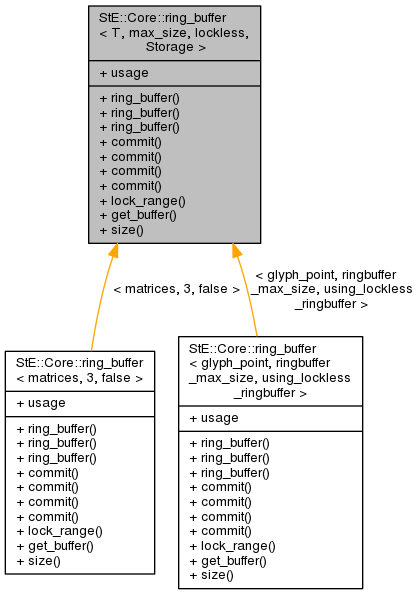 StE::Core::ring_buffer
< T, max_size, lockless,
Storage >
+ usage
+ ring_buffer()
+ ring_buffer()
+ ring_buffer()
+ commit()
+ commit()
+ commit()
+ commit()
+ lock_range()
+ get_buffer()
+ size()
< matrices, 3, false >
< glyph_point, ringbuffer
_max_size, using_lockless
_ringbuffer >
StE::Core::ring_buffer
< matrices, 3, false >
+ usage
+ ring_buffer()
+ ring_buffer()
+ ring_buffer()
+ commit()
+ commit()
+ commit()
+ commit()
+ lock_range()
+ get_buffer()
+ size()
StE::Core::ring_buffer
< glyph_point, ringbuffer
_max_size, using_lockless
_ringbuffer >
+ usage
+ ring_buffer()
+ ring_buffer()
+ ring_buffer()
+ commit()
+ commit()
+ commit()
+ commit()
+ lock_range()
+ get_buffer()
+ size()